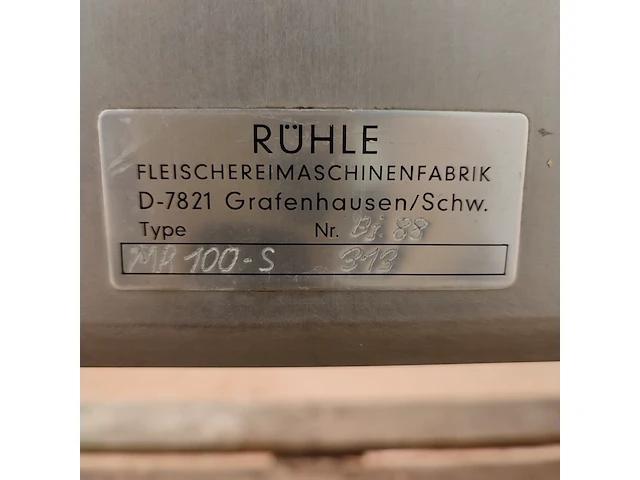 RÜHLE
FLEISCHEREIMASCHINENFABRIK
D-7821 Grafenhausen/Schw.
Type Nr. Bj. 88
MR 100-S 313